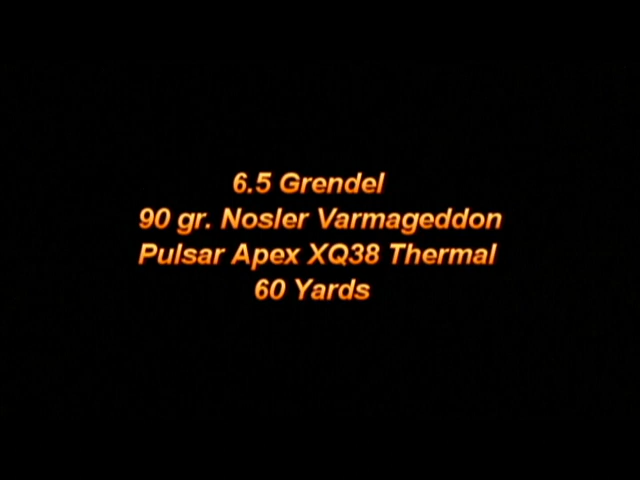 6.5 Grendel
90 gr. Nosler Varmageddon
Pulsar Apex XQ38 Thermal
60 Yards